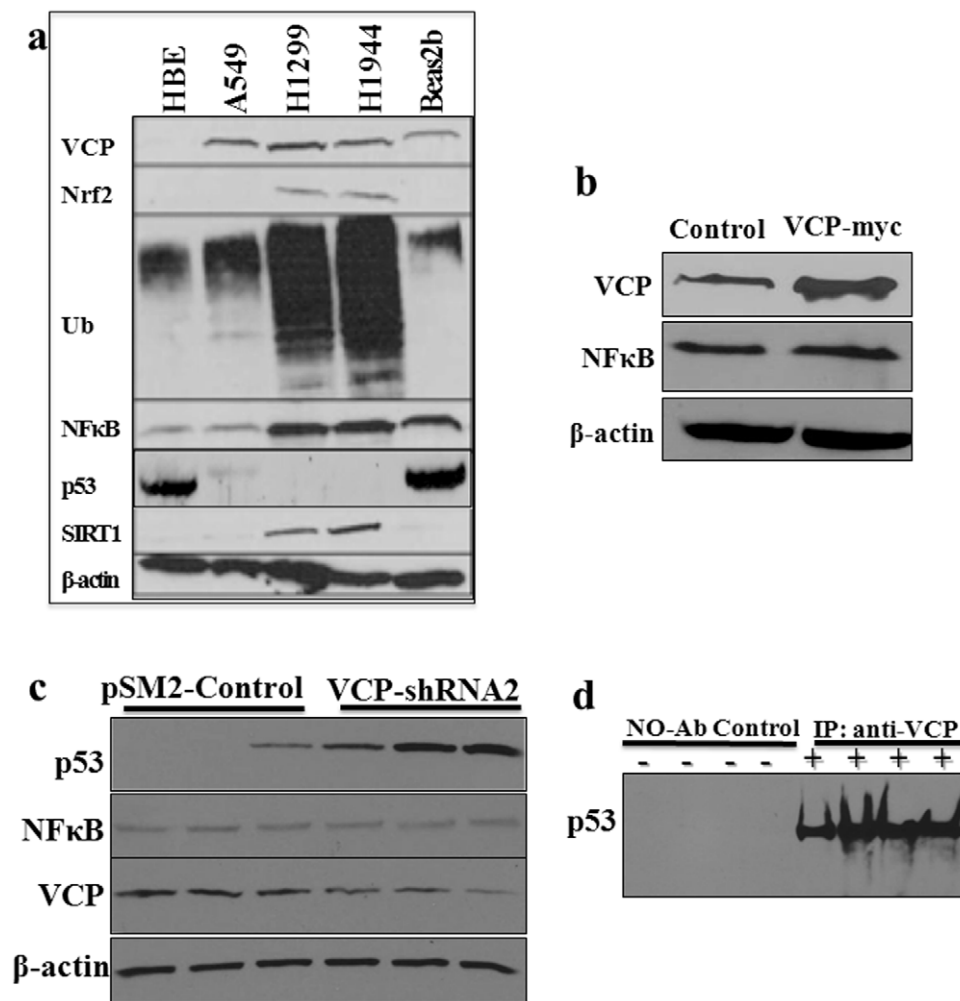 a
HBE A549 H1299 H1944 Beas2b
VCP
Nrf2
Ub
NFκB
p53
SIRT1
β-actin
b
Control VCP-myc
VCP
NFκB
β-actin
c
pSM2-Control VCP-shRNA2
p53
NFκB
VCP
β-actin
d
NO-Ab Control IP: anti-VCP
- - - - + + + +
p53